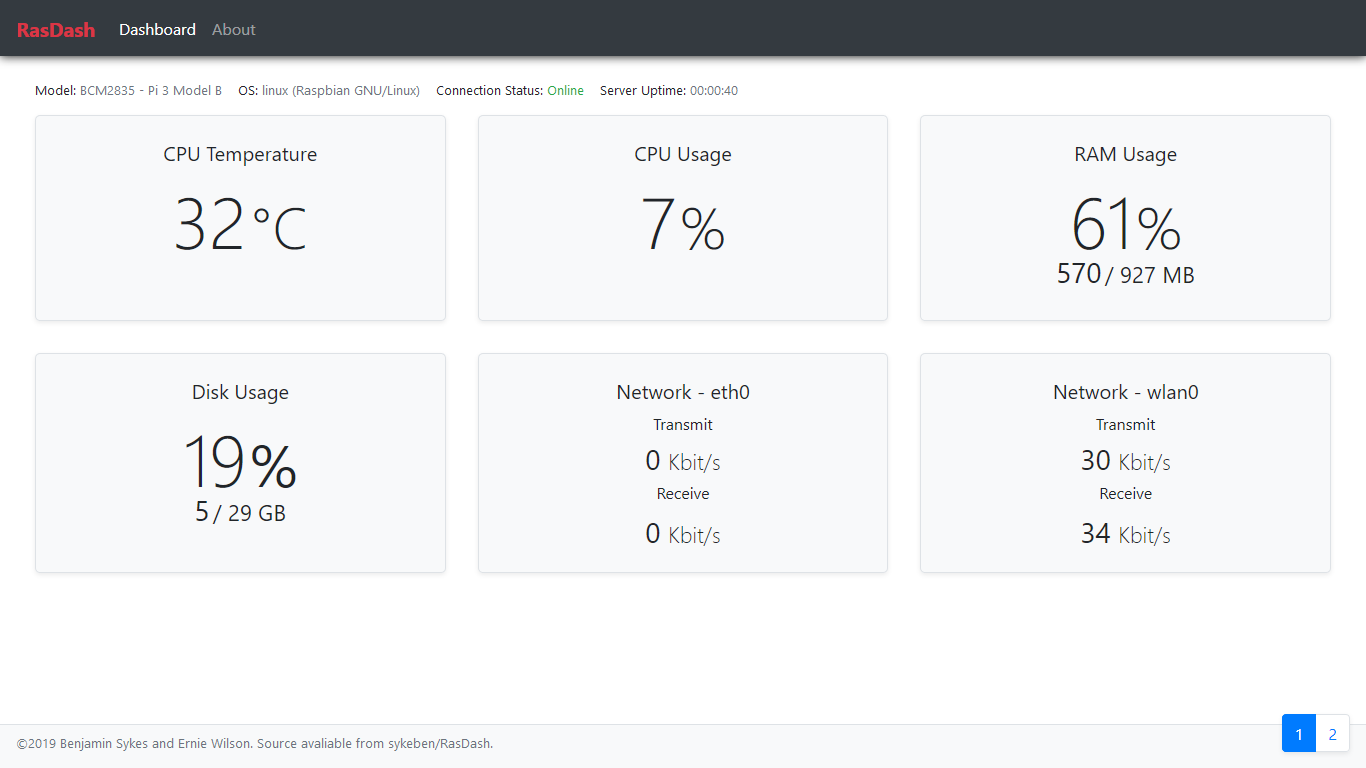 RasDash Dashboard About
Model: BCM2835 - Pi 3 Model B OS: linux (Raspbian GNU/Linux) Connection Status: Online Server Uptime: 00:00:40
CPU Temperature
32°C
CPU Usage
7%
RAM Usage
61%
570/ 927 MB
Disk Usage
19%
5/ 29 GB
Network - eth0
Transmit
0 Kbit/s
Receive
0 Kbit/s
Network - wlan0
Transmit
30 Kbit/s
Receive
34 Kbit/s
©2019 Benjamin Sykes and Ernie Wilson. Source avaliable from sykeben/RasDash.
1 2